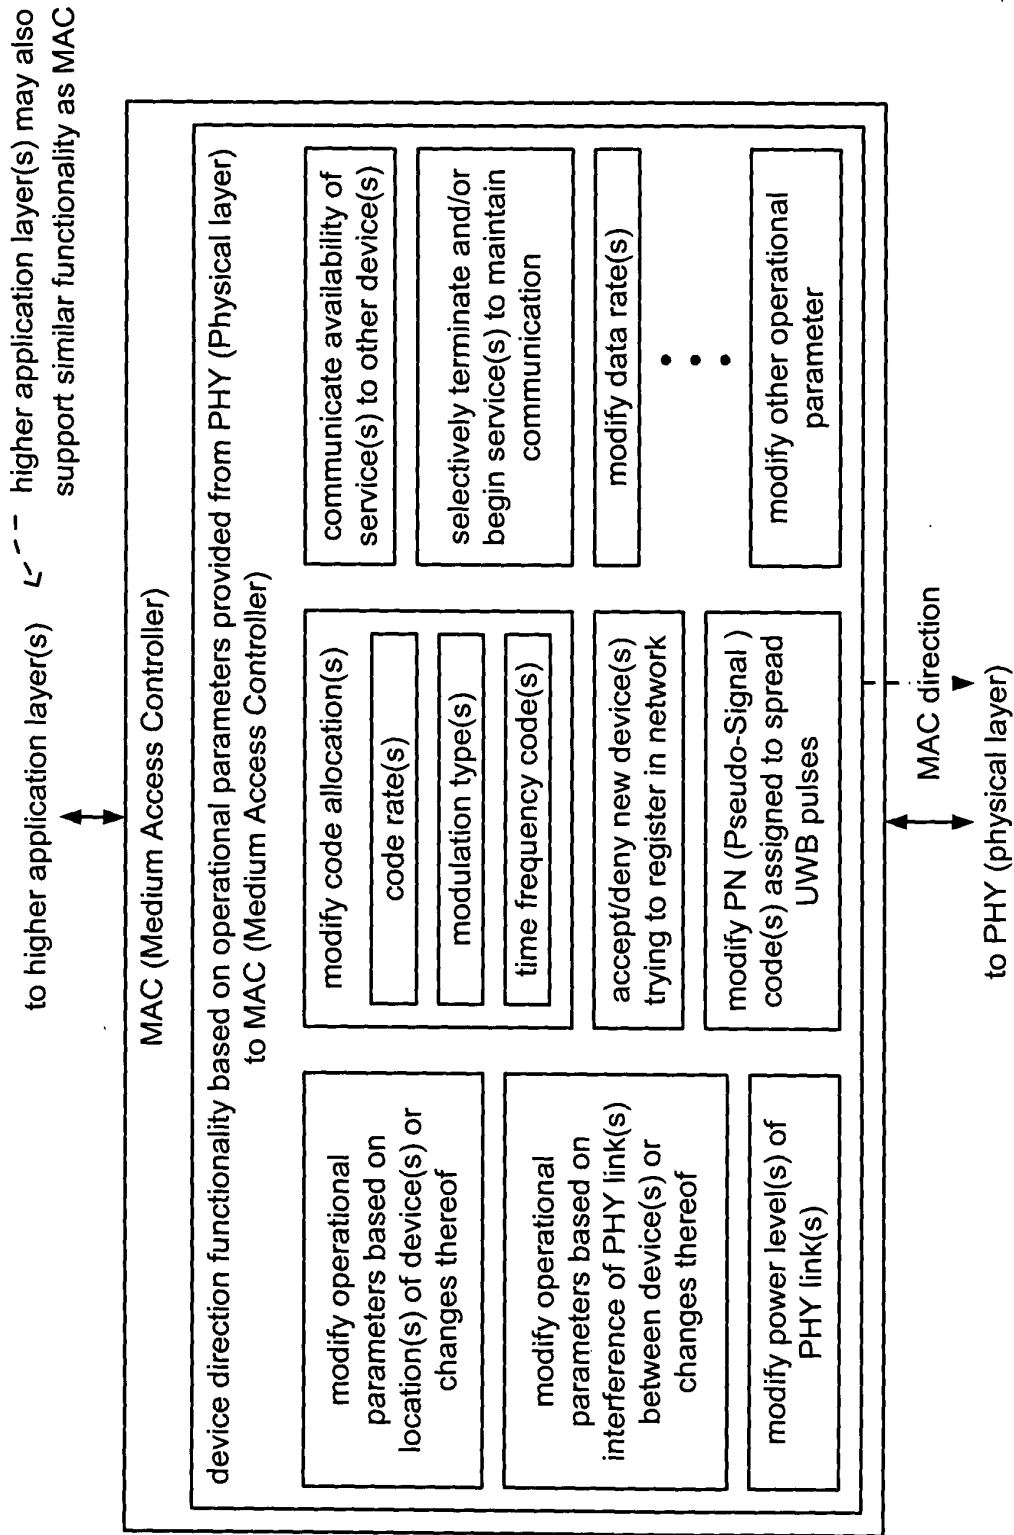 to higher application layer(s)
higher application layer(s) may also
support similar functionality as MAC
MAC (Medium Access Controller)
device direction functionality based on operational parameters provided from PHY (Physical layer)
to MAC (Medium Access Controller)
modify operational
parameters based on
location(s) of device(s) or
changes thereof
modify operational
parameters based on
interference of PHY link(s)
between device(s) or
changes thereof
modify power level(s) of
PHY link(s)
modify code allocation(s)
code rate(s)
modulation type(s)
time frequency code(s)
accept/deny new device(s)
trying to register in network
modify PN (Pseudo-Signal )
code(s) assigned to spread
UWB pulses
communicate availability of
service(s) to other device(s)
selectively terminate and/or
begin service(s) to maintain
communication
modify data rate(s)
modify other operational
parameter
MAC direction
to PHY (physical layer)